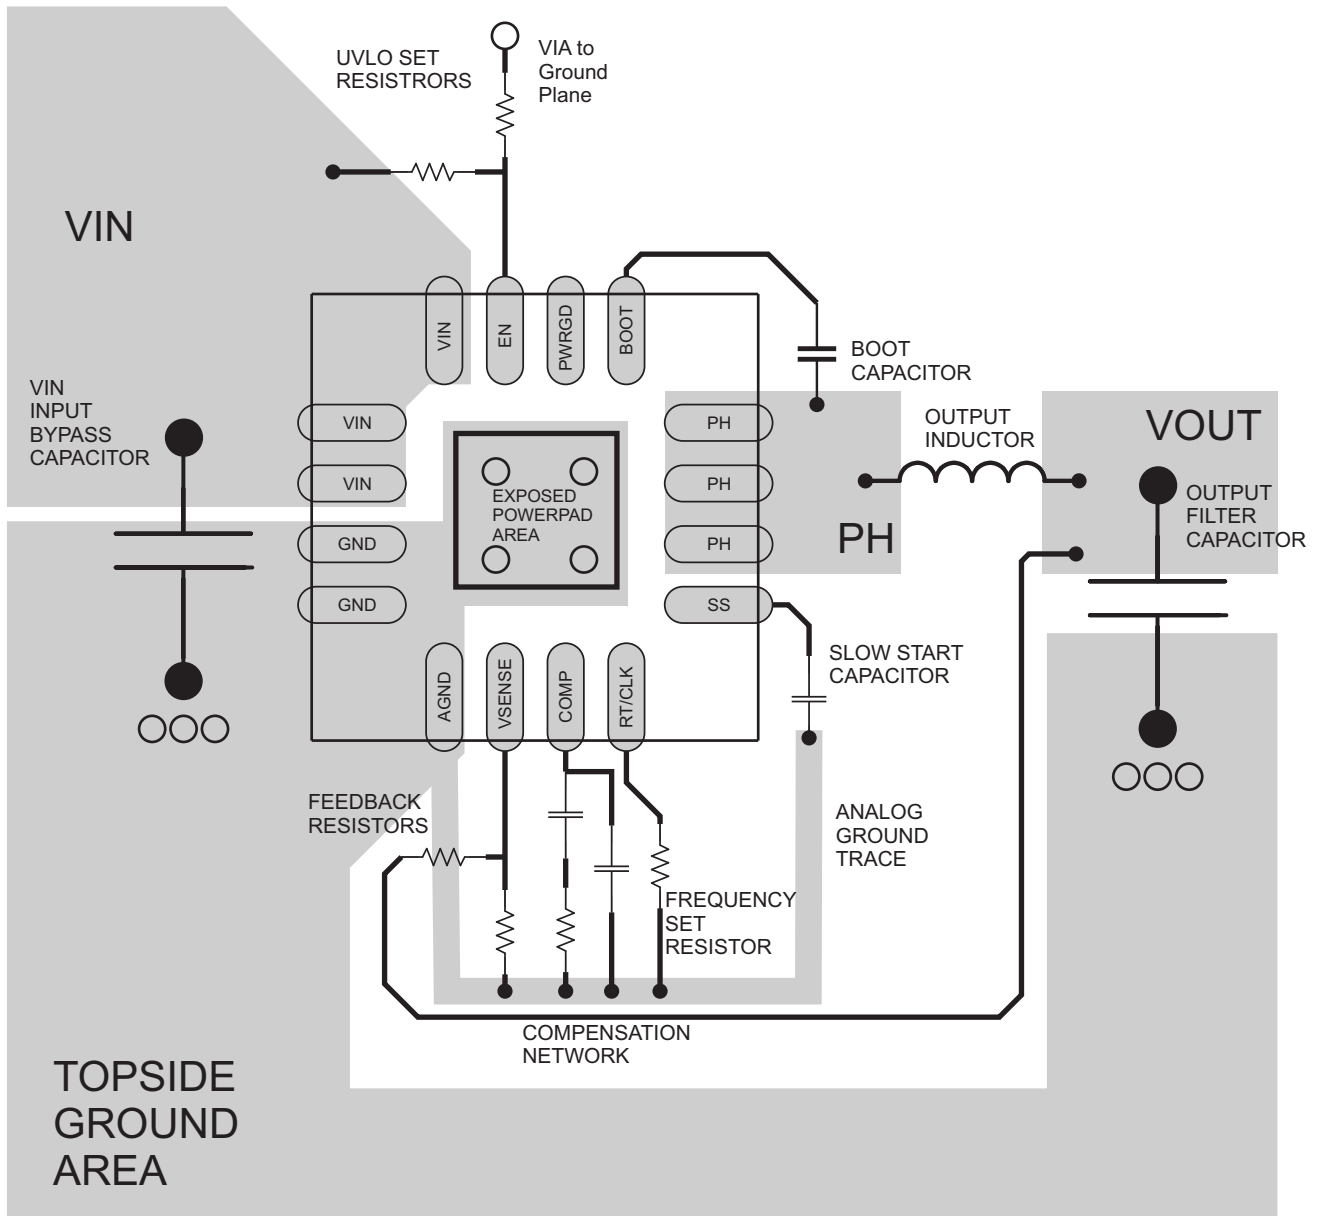 UVLO SET
RESISTRORS
VIA to
Ground
Plane
VIN
VIN
EN
PWRGD
BOOT
BOOT
CAPACITOR
VIN
INPUT
BYPASS
CAPACITOR
VIN
VIN
GND
GND
EXPOSED
POWERPAD
AREA
PH
PH
PH
SS
PH
OUTPUT
INDUCTOR
VOUT
OUTPUT
FILTER
CAPACITOR
AGND
VSENSE
COMP
RT/CLK
SLOW START
CAPACITOR
FEEDBACK
RESISTORS
ANALOG
GROUND
TRACE
FREQUENCY
SET
RESISTOR
COMPENSATION
NETWORK
TOPSIDE
GROUND
AREA